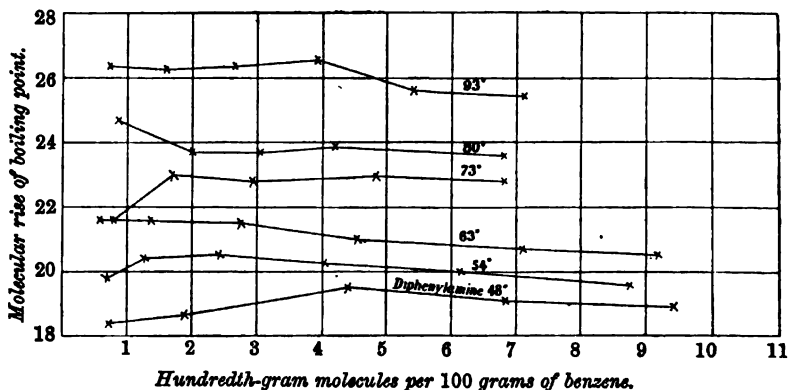 Molecular rise of boiling point.
28
26
24
22
20
18
93°
80°
73°
63°
54°
Diphenylamine 48°
1 2 3 4 5 6 7 8 9 10 11
Hundredth-gram molecules per 100 grams of benzene.